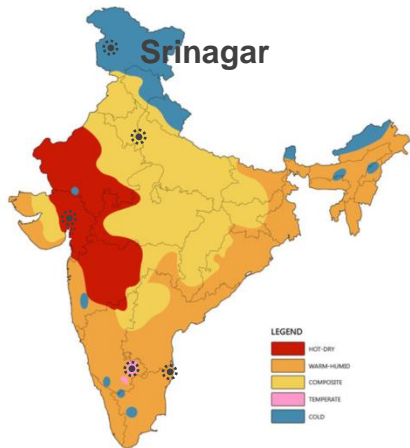 Srinagar
LEGEND
HOT-DRY
WARM-HUMID
COMPOSITE
TEMPERATE
COLD